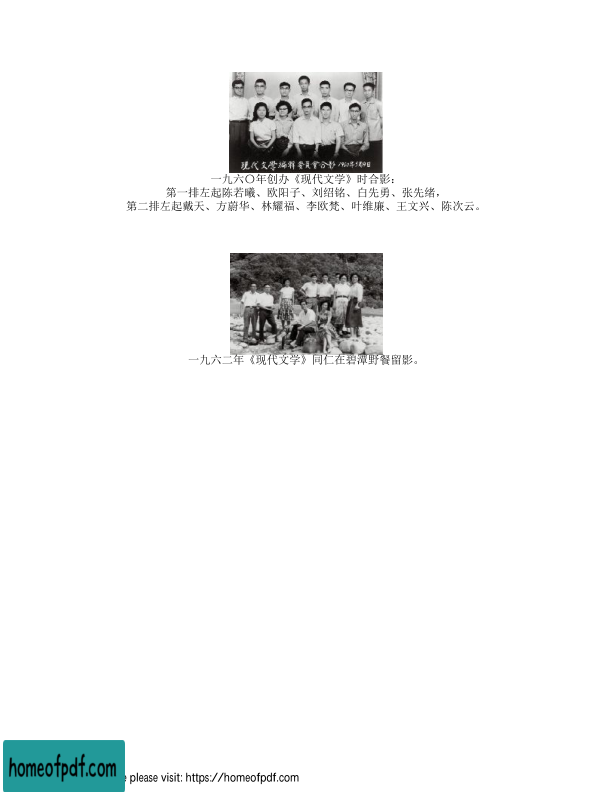 現代文學編輯委員會合影
一九六〇年创办《现代文学》时合影：
第一排左起陈若曦、欧阳子、刘绍铭、白先勇、张先绪，
第二排左起戴天、方蔚华、林耀福、李欧梵、叶维廉、王文兴、陈次云。
一九六二年《现代文学》同仁在碧潭野餐留影。
homeofpdf.com
please visit: https://homeofpdf.com